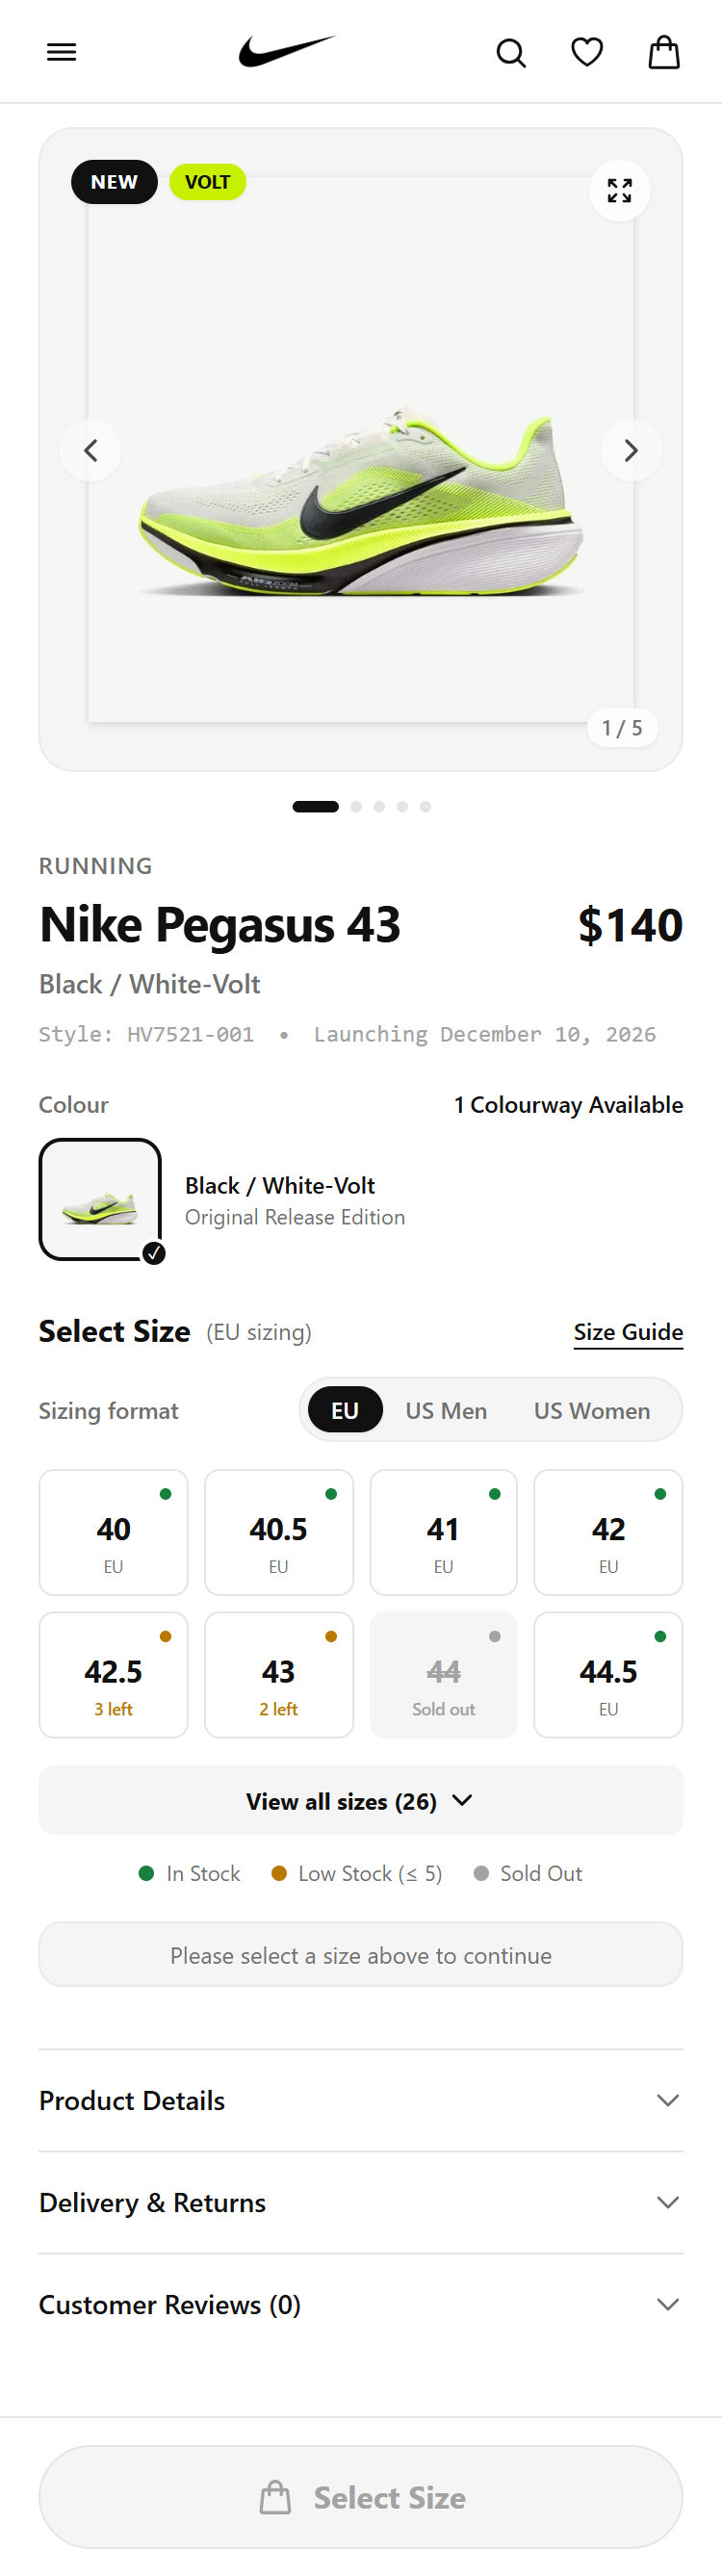 NEW VOLT
1 / 5
RUNNING
Nike Pegasus 43 $140
Black / White-Volt
Style: HV7521-001 • Launching December 10, 2026
Colour 1 Colourway Available
Black / White-Volt
Original Release Edition
Select Size (EU sizing) Size Guide
Sizing format EU US Men US Women
40 40.5 41 42
EU EU EU EU
42.5 43 44 44.5
3 left 2 left Sold out EU
View all sizes (26)
In Stock Low Stock (≤ 5) Sold Out
Please select a size above to continue
Product Details
Delivery & Returns
Customer Reviews (0)
Select Size